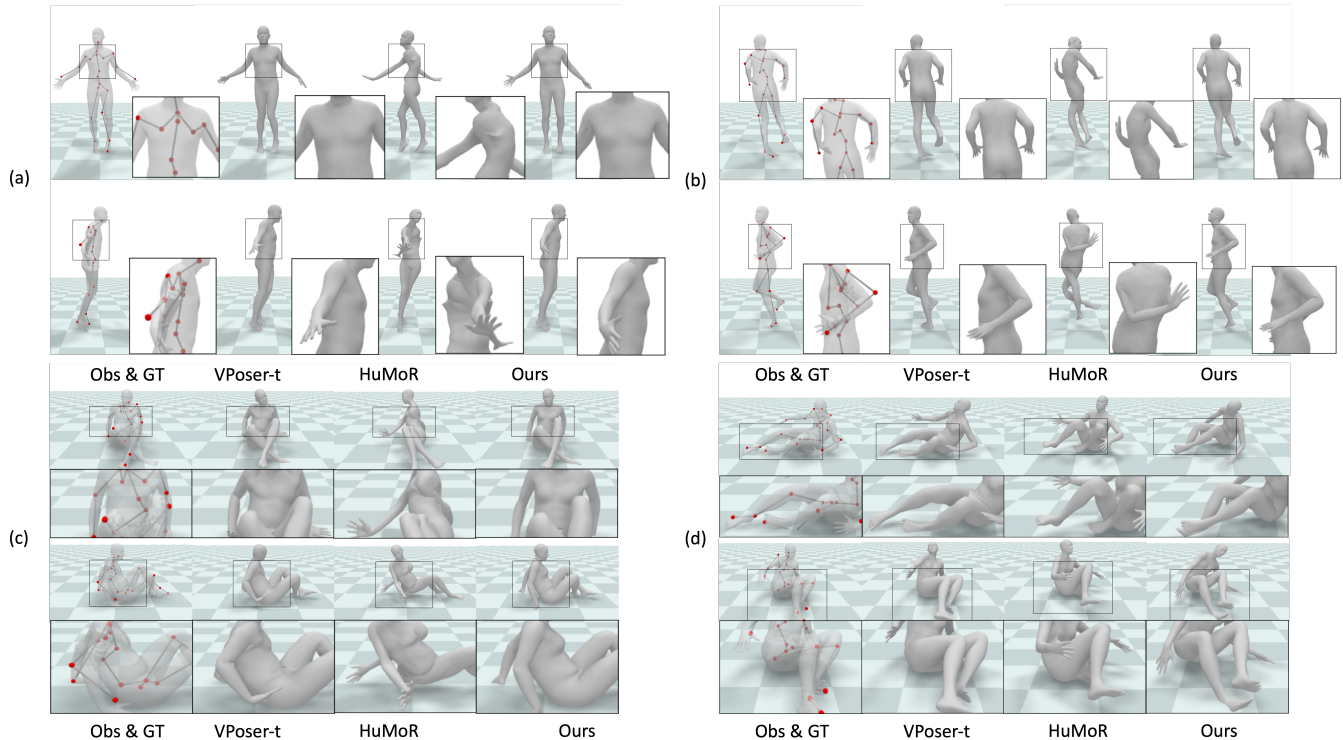 (a)
(b)
Obs & GT VPoser-t HuMoR Ours
Obs & GT VPoser-t HuMoR Ours
(c)
(d)
Obs & GT VPoser-t HuMoR Ours
Obs & GT VPoser-t HuMoR Ours